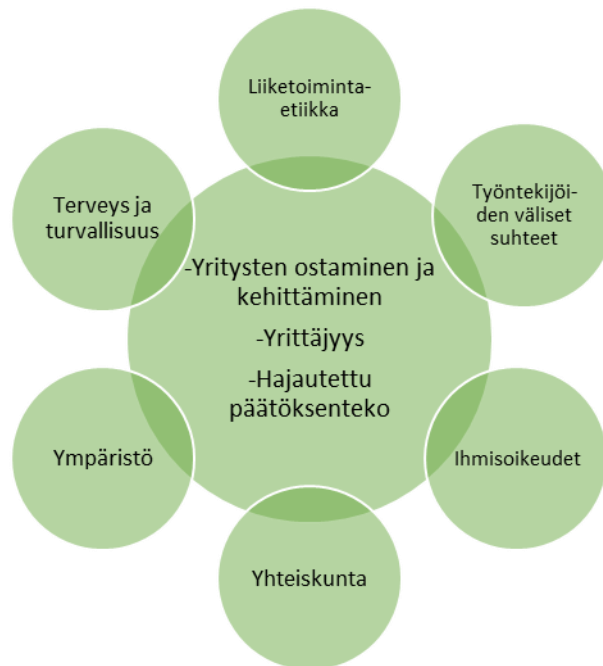 Liiketoiminta-
etiikka
Terveys ja
turvallisuus
Työntekijöi-
den väliset
suhteet
-Yritysten ostaminen ja
kehittäminen
-Yrittäjyys
-Hajautettu
päätöksenteko
Ympäristö
Ihmisoikeudet
Yhteiskunta